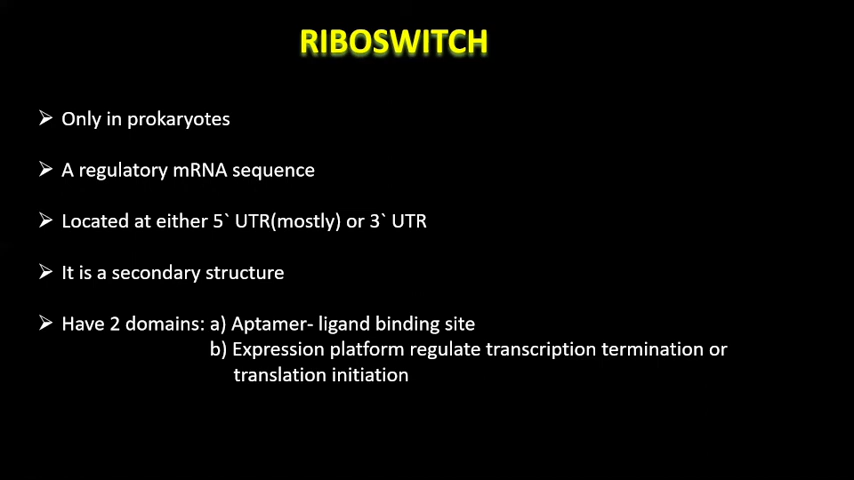 RIBOSWITCH
➢ Only in prokaryotes
➢ A regulatory mRNA sequence
➢ Located at either 5` UTR(mostly) or 3` UTR
➢ It is a secondary structure
➢ Have 2 domains: a) Aptamer- ligand binding site
b) Expression platform regulate transcription termination or
translation initiation